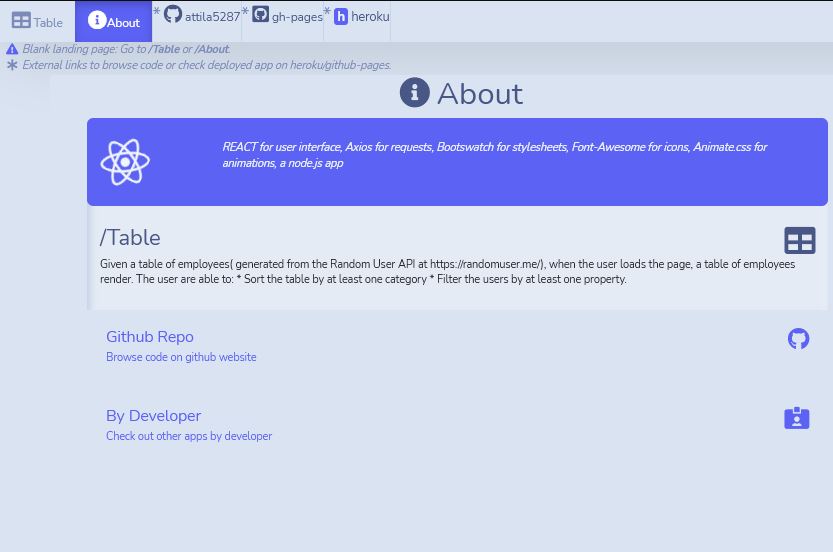 Table About * attila5287 * gh-pages * h heroku
Blank landing page: Go to /Table or /About.
* External links to browse code or check deployed app on heroku/github-pages.
About
REACT for user interface, Axios for requests, Bootswatch for stylesheets, Font-Awesome for icons, Animate.css for
animations, a node.js app
/Table
Given a table of employees( generated from the Random User API at https://randomuser.me/), when the user loads the page, a table of employees
render. The user are able to: * Sort the table by at least one category * Filter the users by at least one property.
Github Repo
Browse code on github website
By Developer
Check out other apps by developer